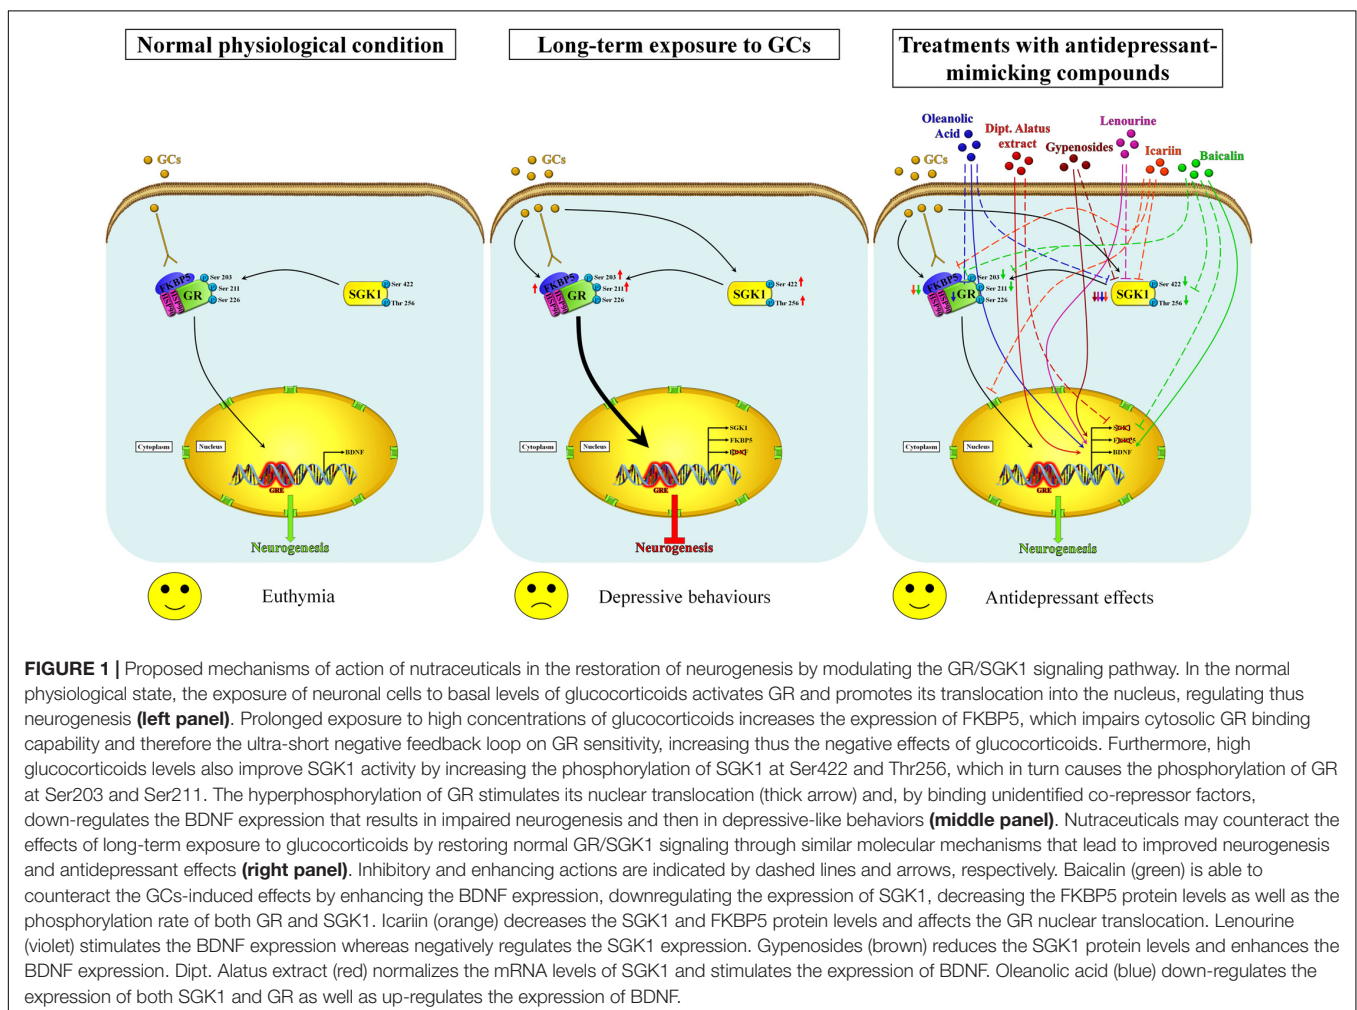 Normal physiological condition
Long-term exposure to GCs
Treatments with antidepressant-
mimicking compounds
GCs
FKBP5
GR
HSP90
HSP90
P Ser 203
P Ser 211
P Ser 226
SGK1
P Ser 422
P Thr 256
Cytoplasm
Nucleus
BDNF
GRE
Neurogenesis
Euthymia
GCs
FKBP5
GR
HSP90
HSP90
P Ser 203
P Ser 211
P Ser 226
SGK1
P Ser 422
P Thr 256
Cytoplasm
Nucleus
SGK1
FKBP5
BDNF
GRE
Neurogenesis
Depressive behaviours
Oleanolic
Acid
Dipt. Alatus
extract
Gypenosides
Lenourine
Icariin
Baicalin
GCs
FKBP5
GR
HSP90
HSP90
P Ser 203
P Ser 211
P Ser 226
SGK1
P Ser 422
P Thr 256
Cytoplasm
Nucleus
SGK1
FKBP5
BDNF
GRE
Neurogenesis
Antidepressant effects
FIGURE 1 | Proposed mechanisms of action of nutraceuticals in the restoration of neurogenesis by modulating the GR/SGK1 signaling pathway. In the normal
physiological state, the exposure of neuronal cells to basal levels of glucocorticoids activates GR and promotes its translocation into the nucleus, regulating thus
neurogenesis (left panel). Prolonged exposure to high concentrations of glucocorticoids increases the expression of FKBP5, which impairs cytosolic GR binding
capability and therefore the ultra-short negative feedback loop on GR sensitivity, increasing thus the negative effects of glucocorticoids. Furthermore, high
glucocorticoids levels also improve SGK1 activity by increasing the phosphorylation of SGK1 at Ser422 and Thr256, which in turn causes the phosphorylation of GR
at Ser203 and Ser211. The hyperphosphorylation of GR stimulates its nuclear translocation (thick arrow) and, by binding unidentified co-repressor factors,
down-regulates the BDNF expression that results in impaired neurogenesis and then in depressive-like behaviors (middle panel). Nutraceuticals may counteract the
effects of long-term exposure to glucocorticoids by restoring normal GR/SGK1 signaling through similar molecular mechanisms that lead to improved neurogenesis
and antidepressant effects (right panel). Inhibitory and enhancing actions are indicated by dashed lines and arrows, respectively. Baicalin (green) is able to
counteract the GCs-induced effects by enhancing the BDNF expression, downregulating the expression of SGK1, decreasing the FKBP5 protein levels as well as the
phosphorylation rate of both GR and SGK1. Icariin (orange) decreases the SGK1 and FKBP5 protein levels and affects the GR nuclear translocation. Lenourine
(violet) stimulates the BDNF expression whereas negatively regulates the SGK1 expression. Gypenosides (brown) reduces the SGK1 protein levels and enhances the
BDNF expression. Dipt. Alatus extract (red) normalizes the mRNA levels of SGK1 and stimulates the expression of BDNF. Oleanolic acid (blue) down-regulates the
expression of both SGK1 and GR as well as up-regulates the expression of BDNF.